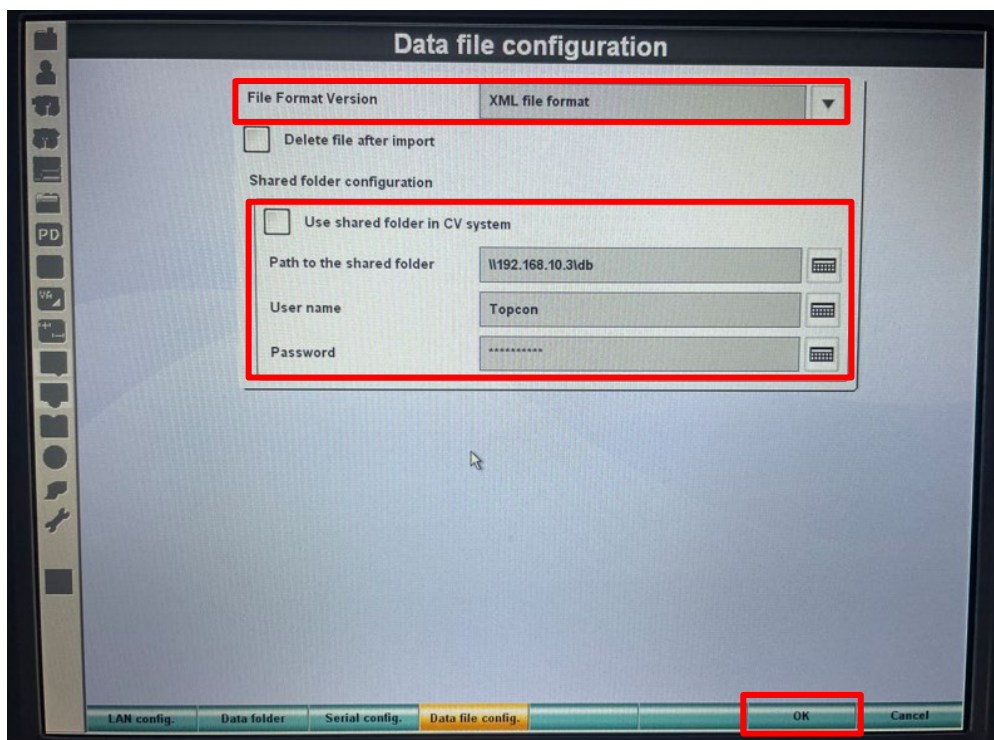 Data file configuration
File Format Version XML file format
Delete file after import
Shared folder configuration
Use shared folder in CV system
Path to the shared folder \\192.168.10.3\db
PD
User name Topcon
VA
Password **********
LAN config. Data folder Serial config. Data file config. OK Cancel